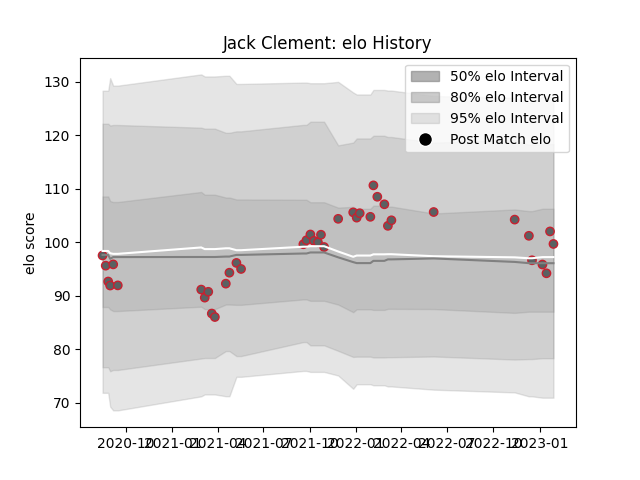 Jack Clement: elo History
50% elo Interval
80% elo Interval
95% elo Interval
Post Match elo
elo score
130
120
110
100
90
80
70
2020-10 2021-01 2021-04 2021-07 2021-10 2022-01 2022-04 2022-07 2022-10 2023-01